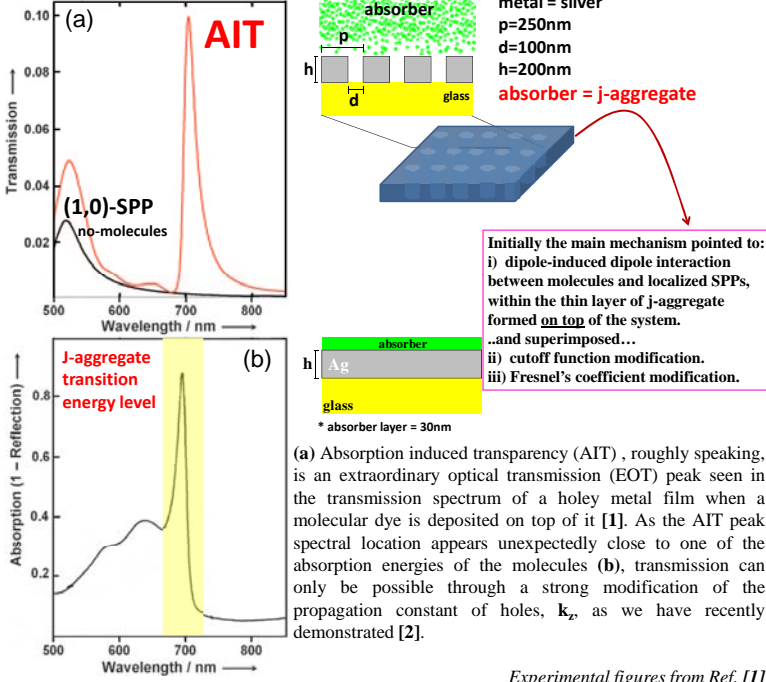 (a)
AIT
0.10
0.08
0.06
0.04
0.02
Transmission
(1,0)-SPP
no-molecules
500
600
700
800
Wavelength / nm
absorber
p
h
d
glass
metal = silver
p=250nm
d=100nm
h=200nm
absorber = j-aggregate
Initially the main mechanism pointed to:
i) dipole-induced dipole interaction
between molecules and localized SPPs,
within the thin layer of j-aggregate
formed on top of the system.
..and superimposed…
ii) cutoff function modification.
iii) Fresnel's coefficient modification.
(b)
J-aggregate
transition
energy level
0.8
0.6
0.4
0.2
Absorption (1 – Reflection)
500
600
700
800
Wavelength / nm
absorber
h
Ag
glass
* absorber layer = 30nm
(a) Absorption induced transparency (AIT) , roughly speaking,
is an extraordinary optical transmission (EOT) peak seen in
the transmission spectrum of a holey metal film when a
molecular dye is deposited on top of it [1]. As the AIT peak
spectral location appears unexpectedly close to one of the
absorption energies of the molecules (b), transmission can
only be possible through a strong modification of the
propagation constant of holes, kz, as we have recently
demonstrated [2].
Experimental figures from Ref. [1]